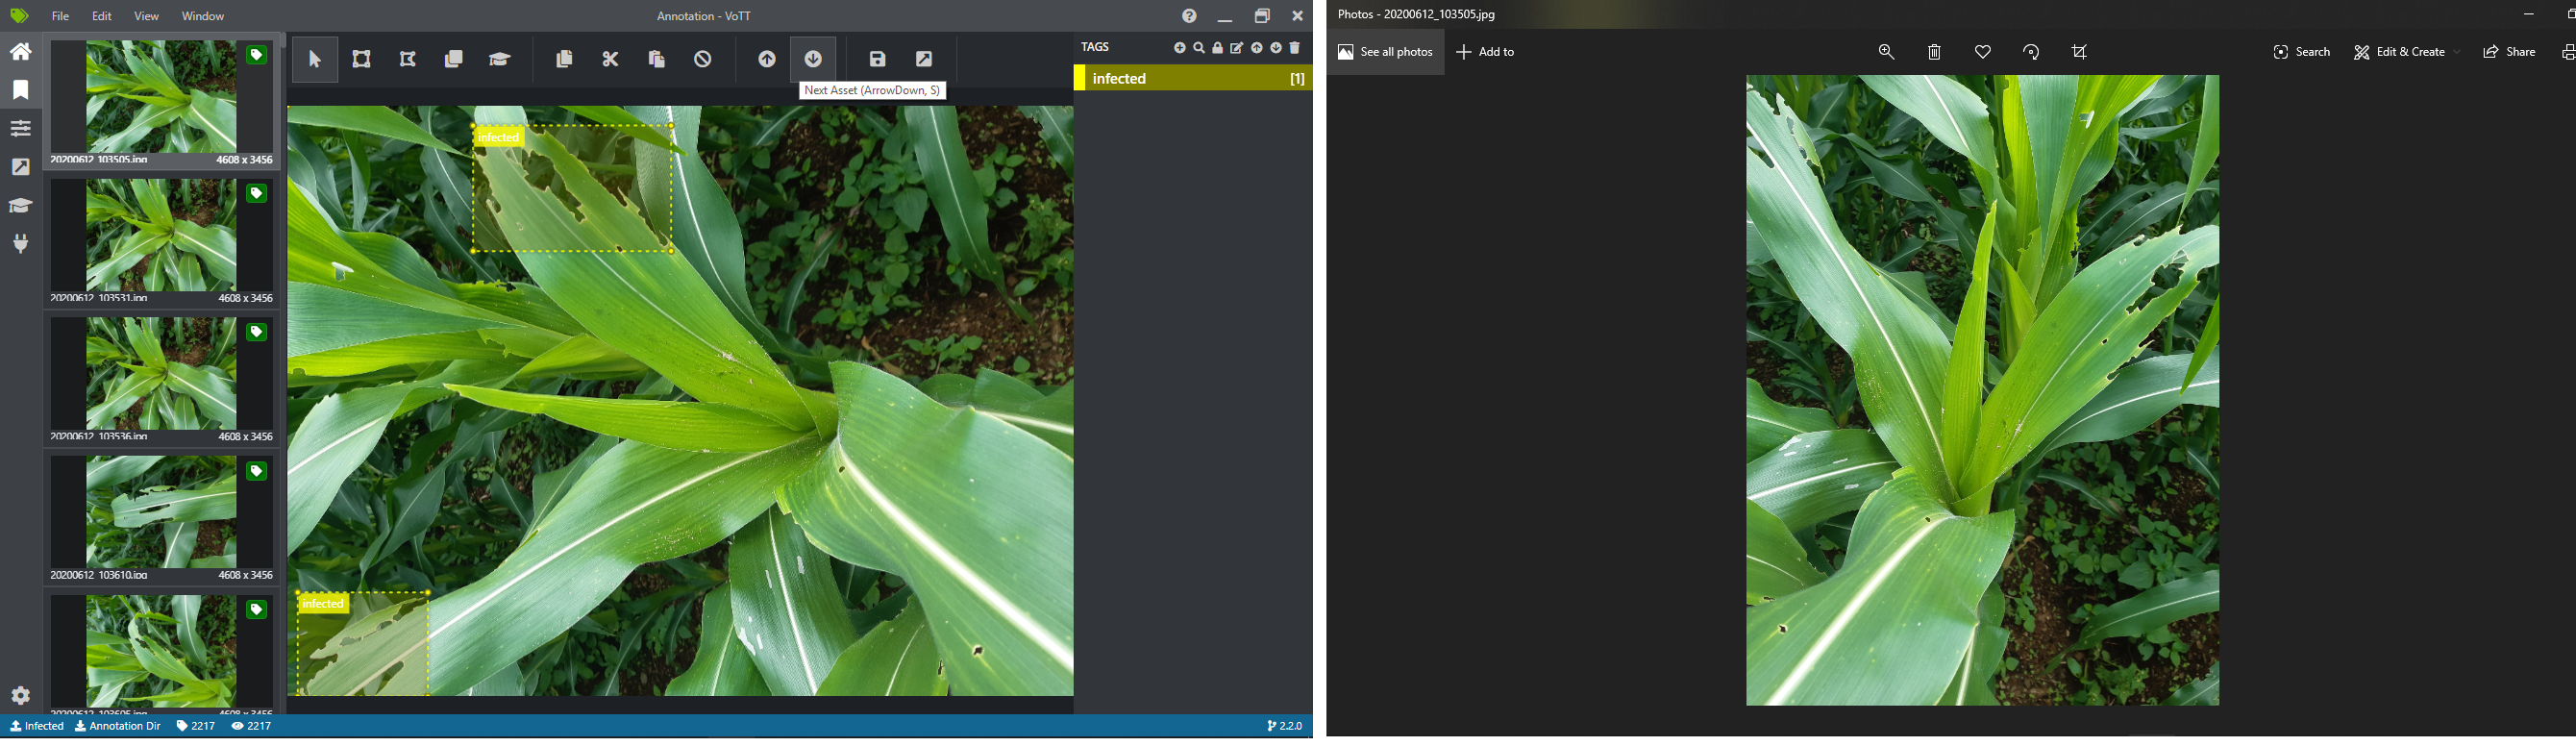 File Edit View Window
Annotation - VoTT
20200612_103505.jpg 4608 x 3456
20200612_103531.jpg 4608 x 3456
20200612_103536.jpg 4608 x 3456
20200612_103610.jpg 4608 x 3456
20200612_103605.jpg 4608 x 3456
Next Asset (ArrowDown, S)
infected
infected
TAGS
infected [1]
Infected Annotation Dir 2217 2217
2.2.0
Photos - 20200612_103505.jpg
See all photos Add to
Search Edit & Create Share